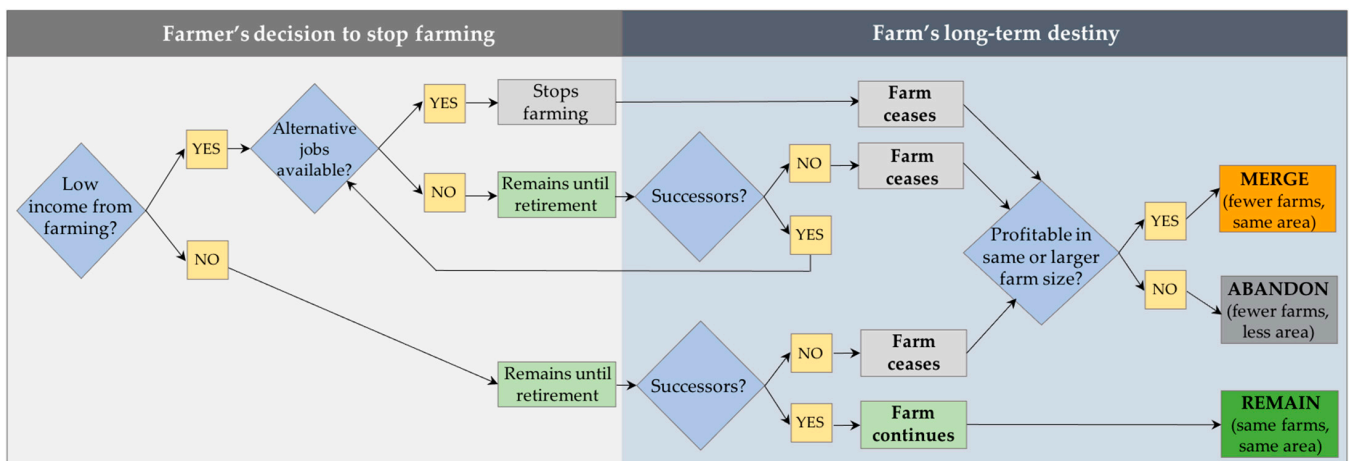 Farmer's decision to stop farming
Farm's long-term destiny
Low
income from
farming?
YES
NO
Alternative
jobs
available?
YES
NO
Stops
farming
Remains until
retirement
Successors?
NO
YES
Farm
ceases
Farm
ceases
Remains until
retirement
Successors?
NO
YES
Farm
ceases
Farm
continues
Profitable in
same or larger
farm size?
YES
NO
MERGE
(fewer farms,
same area)
ABANDON
(fewer farms,
less area)
REMAIN
(same farms,
same area)